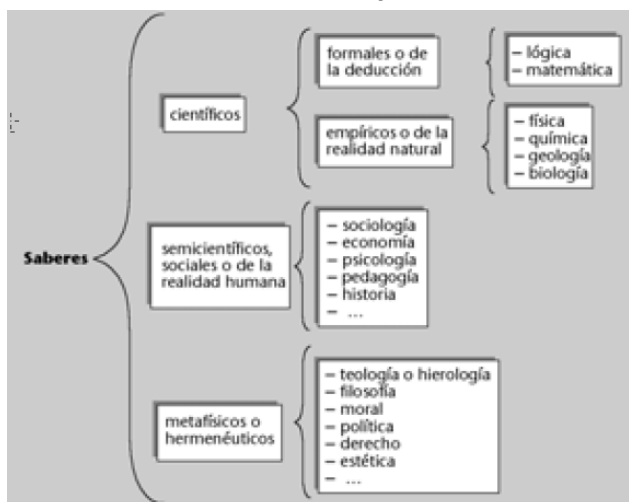 Saberes
científicos
formales o de
la deducción
– lógica
– matemática
empíricos o de la
realidad natural
– física
– química
– geología
– biología
semicientíficos,
sociales o de la
realidad humana
– sociología
– economía
– psicología
– pedagogía
– historia
– ...
metafísicos o
hermenéuticos
– teología o hierología
– filosofía
– moral
– política
– derecho
– estética
– ...